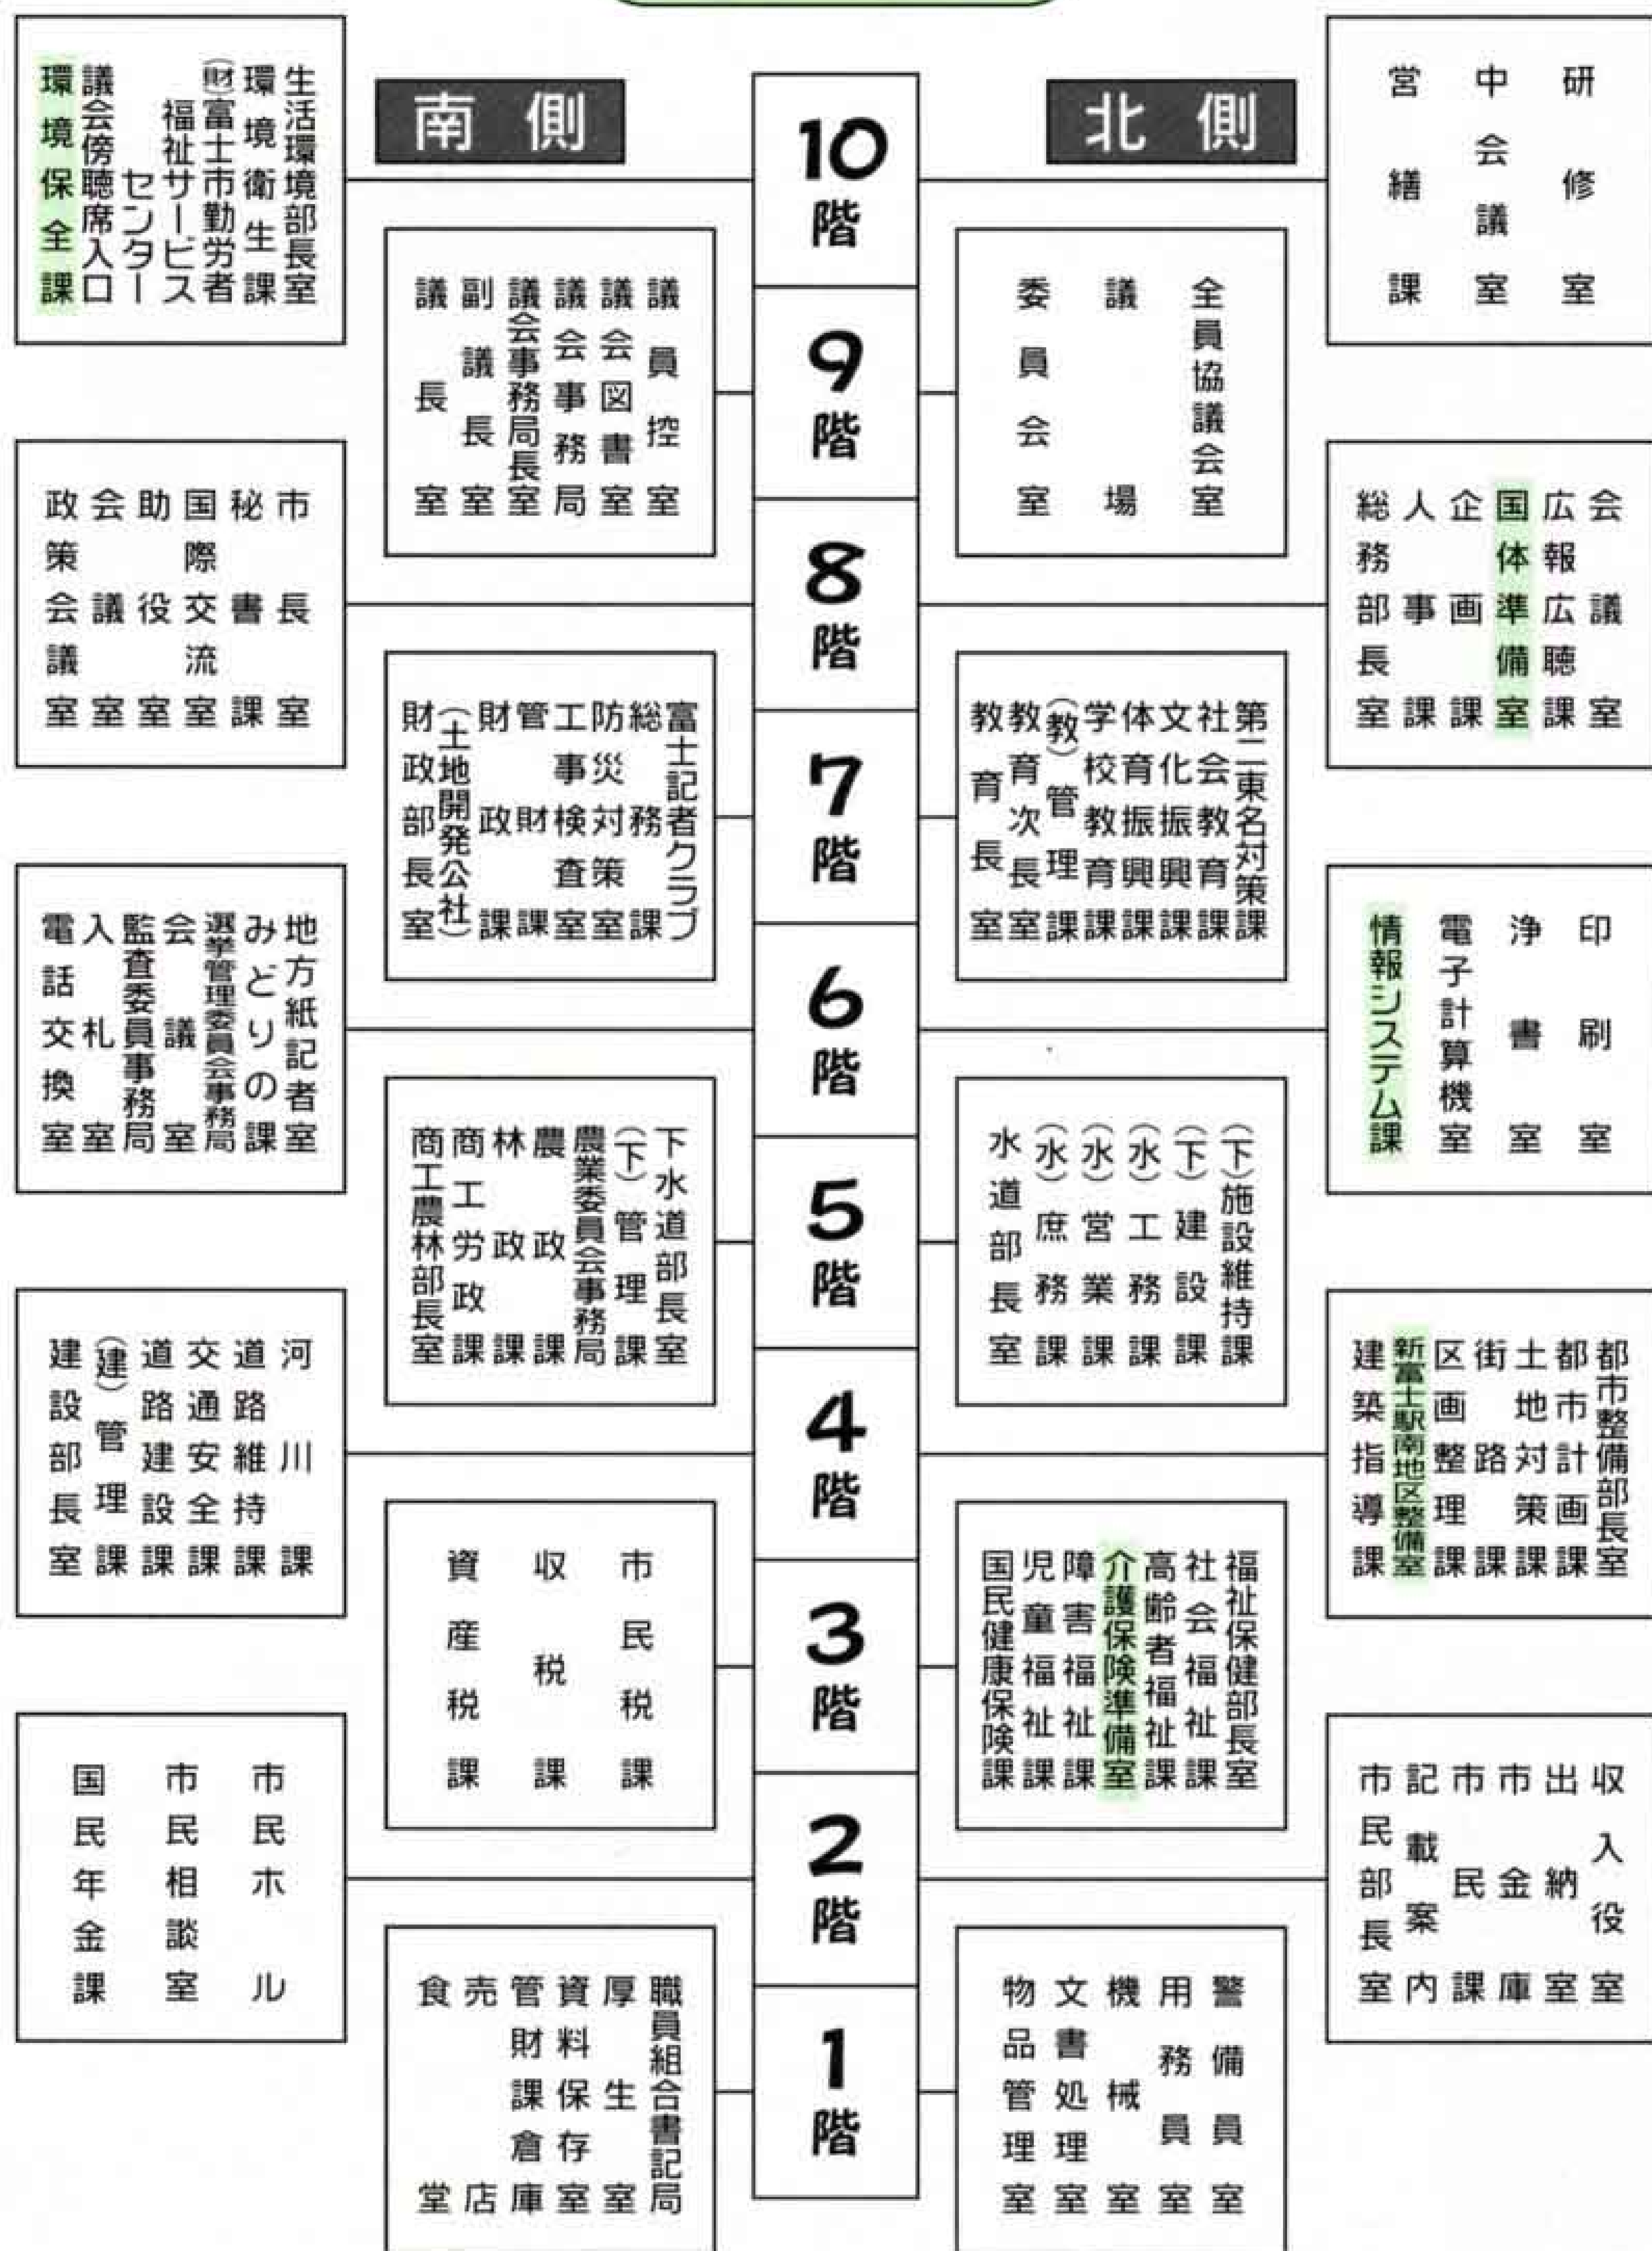 南側
北側
10階
生活環境部長室
環境衛生課
(財)富士市勤労者
福祉サービス
センター
議会傍聴席入口
環境保全課
研修室
中会議室
営繕課
9階
議員控室
議会図書室
議会事務局
議会事務局長室
副議長室
議長室
全員協議会室
議場
委員会室
8階
市長室
秘書課
国際交流室
助役室
会議室
政策会議室
会議室
広報広聴課
国体準備室
企画課
人事課
総務部長室
7階
富士記者クラブ
総務課
防災対策室
工事検査室
管財課
財政課
(土地開発公社)
財政部長室
第二東名対策課
社会教育課
文化振興課
体育振興課
学校教育課
(教)管理課
教育次長室
教育長室
6階
地方紙記者室
みどりの課
選挙管理委員会事務局
会議室
監査委員事務局
入札室
電話交換室
印刷室
浄書室
電子計算機室
情報システム課
5階
下水道部長室
(下)管理課
農業委員会事務局
農政課
林政課
商工労政課
商工農林部長室
(下)施設維持課
(下)建設課
(水)工務課
(水)営業課
(水)庶務課
水道部長室
4階
河川課
道路維持課
交通安全課
道路建設課
(建)管理課
建設部長室
都市整備部長室
都市計画課
土地対策課
街路課
区画整理課
新富士駅南地区整備室
建築指導課
3階
市民税課
収税課
資産税課
福祉保健部長室
社会福祉課
高齢者福祉課
介護保険準備室
障害福祉課
児童福祉課
国民健康保険課
2階
市民ホール
市民相談室
国民年金課
収入役室
出納室
市金庫
市民課
記載案内
市民部長室
1階
職員組合書記局
厚生室
資料保存室
管財課倉庫
売店
食堂
警備員室
用務員室
機械室
文書処理室
物品管理室